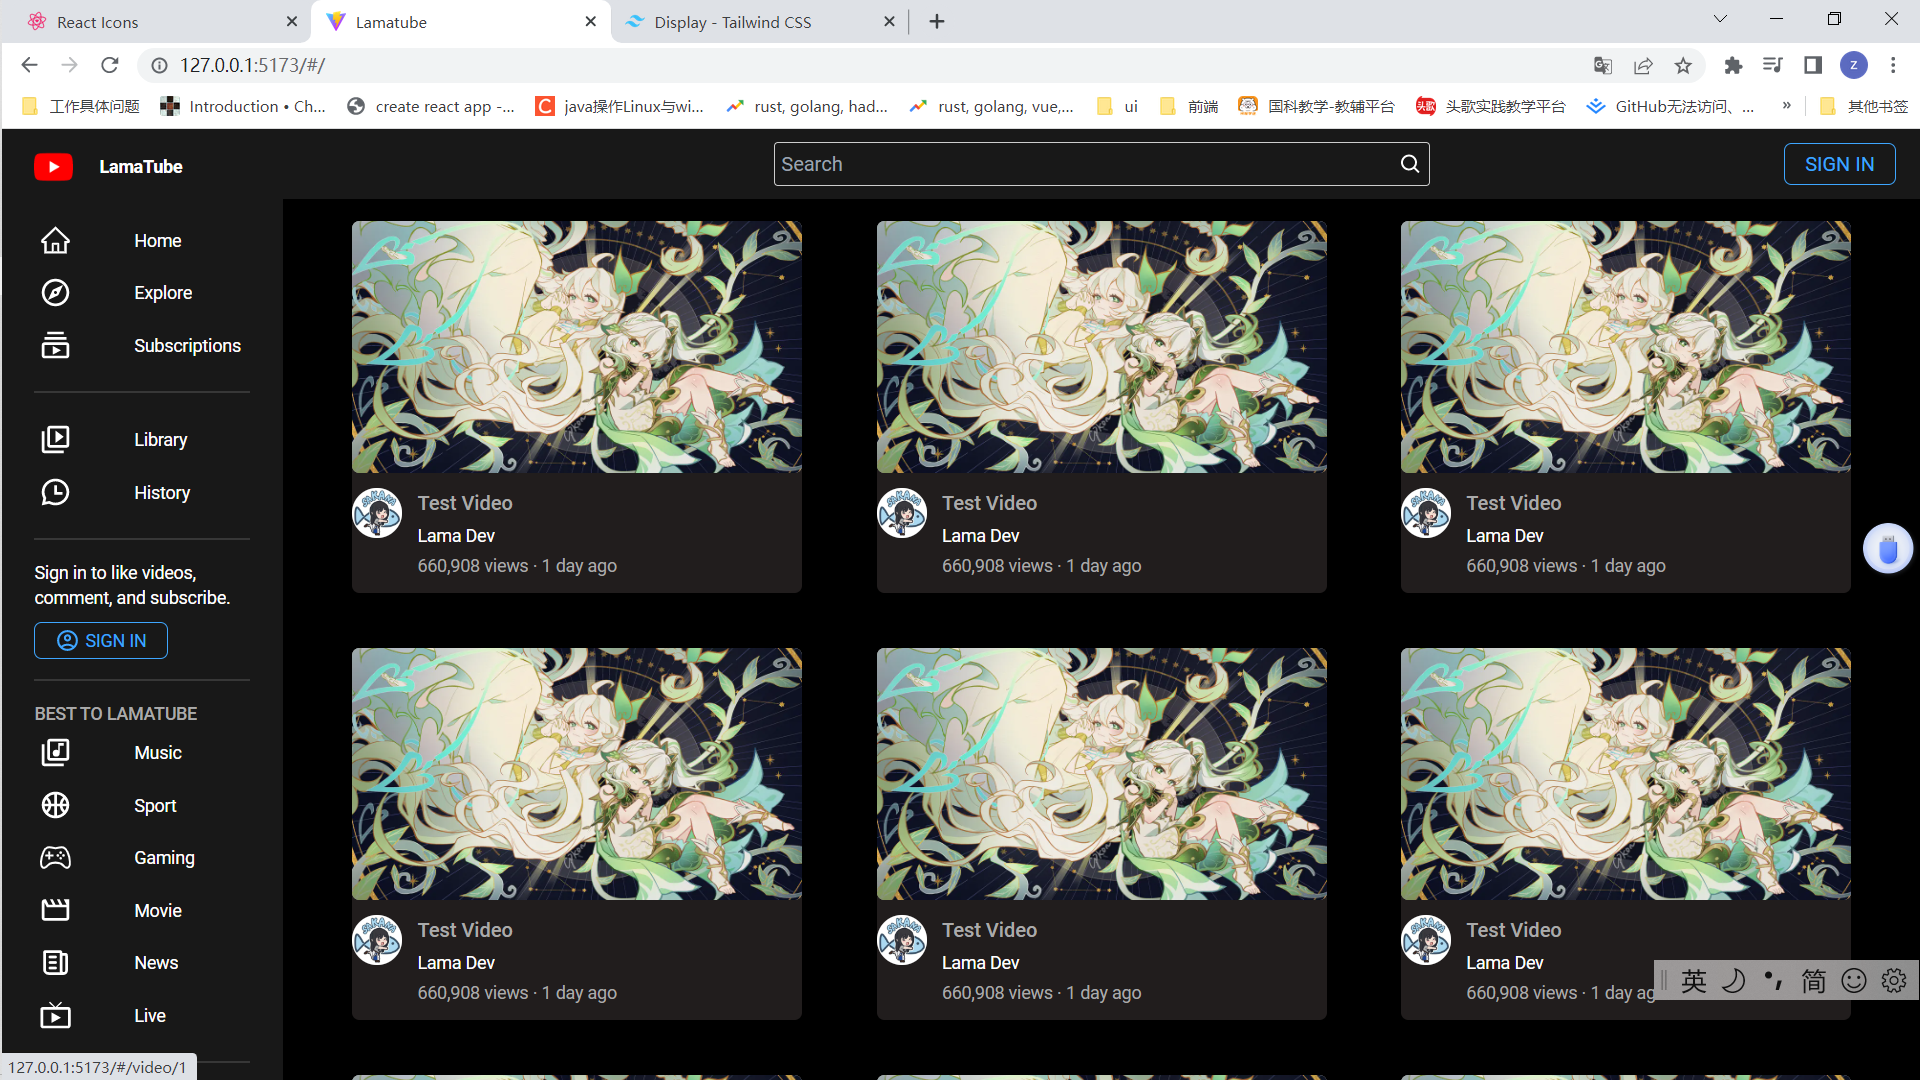 React Icons
Lamatube
Display - Tailwind CSS
127.0.0.1:5173/#/
Z
工作具体问题
Introduction • Ch...
create react app -...
C
java操作Linux与wi...
rust, golang, had...
rust, golang, vue,...
ui
前端
国科教学-教辅平台
头歌
头歌实践教学平台
GitHub无法访问、...
»
其他书签
LamaTube
Search
SIGN IN
Home
Explore
Subscriptions
Library
History
Sign in to like videos,
comment, and subscribe.
SIGN IN
BEST TO LAMATUBE
Music
Sport
Gaming
Movie
News
Live
Test Video
Lama Dev
660,908 views · 1 day ago
Test Video
Lama Dev
660,908 views · 1 day ago
Test Video
Lama Dev
660,908 views · 1 day ago
Test Video
Lama Dev
660,908 views · 1 day ago
Test Video
Lama Dev
660,908 views · 1 day ago
Test Video
Lama Dev
660,908 views · 1 day ag
英
简
127.0.0.1:5173/#/video/1